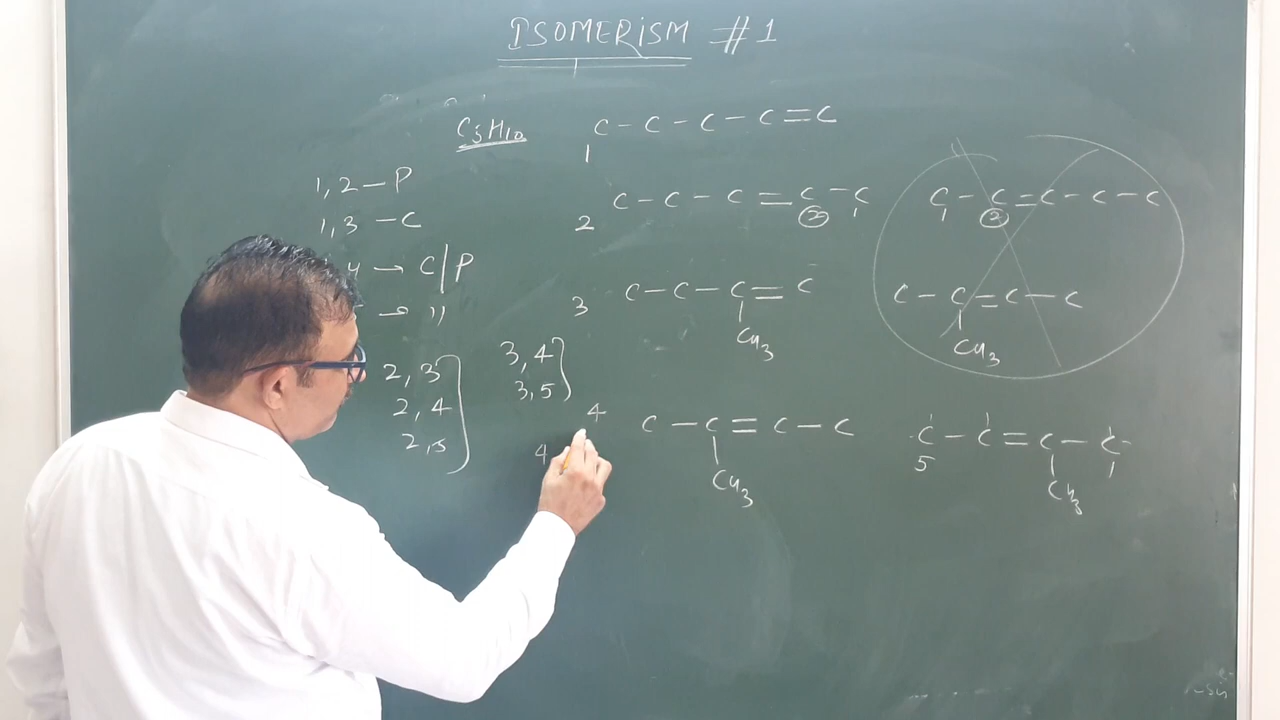 ISOMERISM #1
C5H10
C-C-C-C=C
1
1,2-P
1,3-C
4→C/P
→ 11
2,3
2,4
2,5
3,4
3,5
4
C-C-C=C-C
2
2
C-C=C-C-C
2
C-C-C=C
CH3
3
C-C=C-C
CH3
4
C-C=C-C
CH3
C-C=C-C-
5
CH3